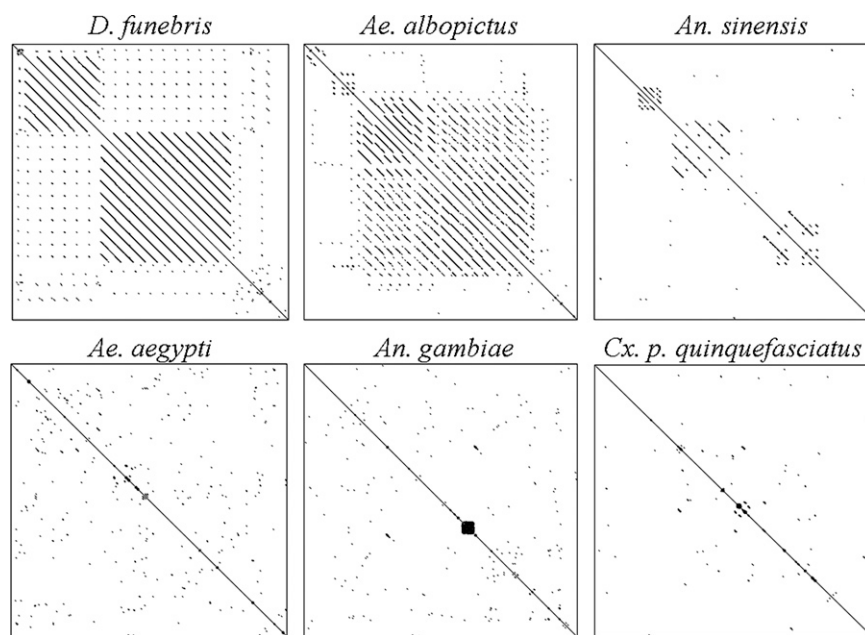 D. funebris
Ae. albopictus
An. sinensis
Ae. aegypti
An. gambiae
Cx. p. quinquefasciatus